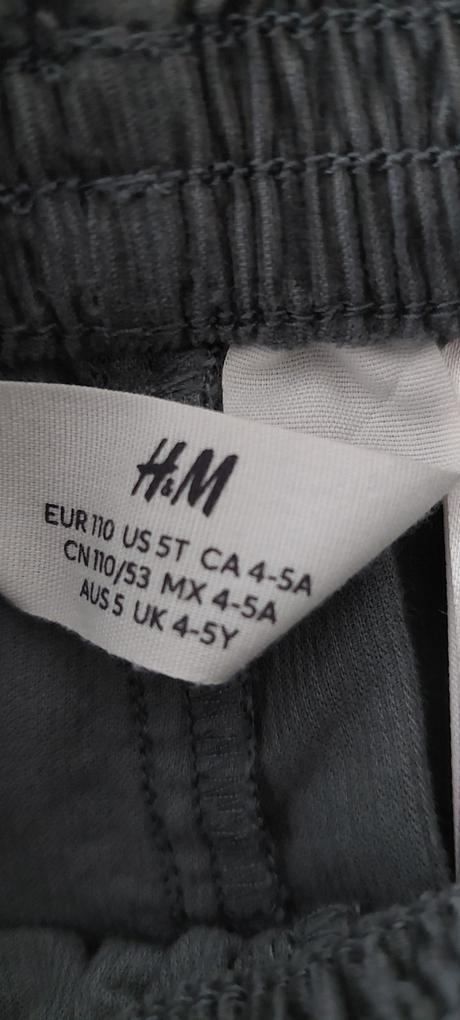 H&M
EUR 110 US 5T CA 4-5A
CN 110/53 MX 4-5A
AUS 5 UK 4-5Y